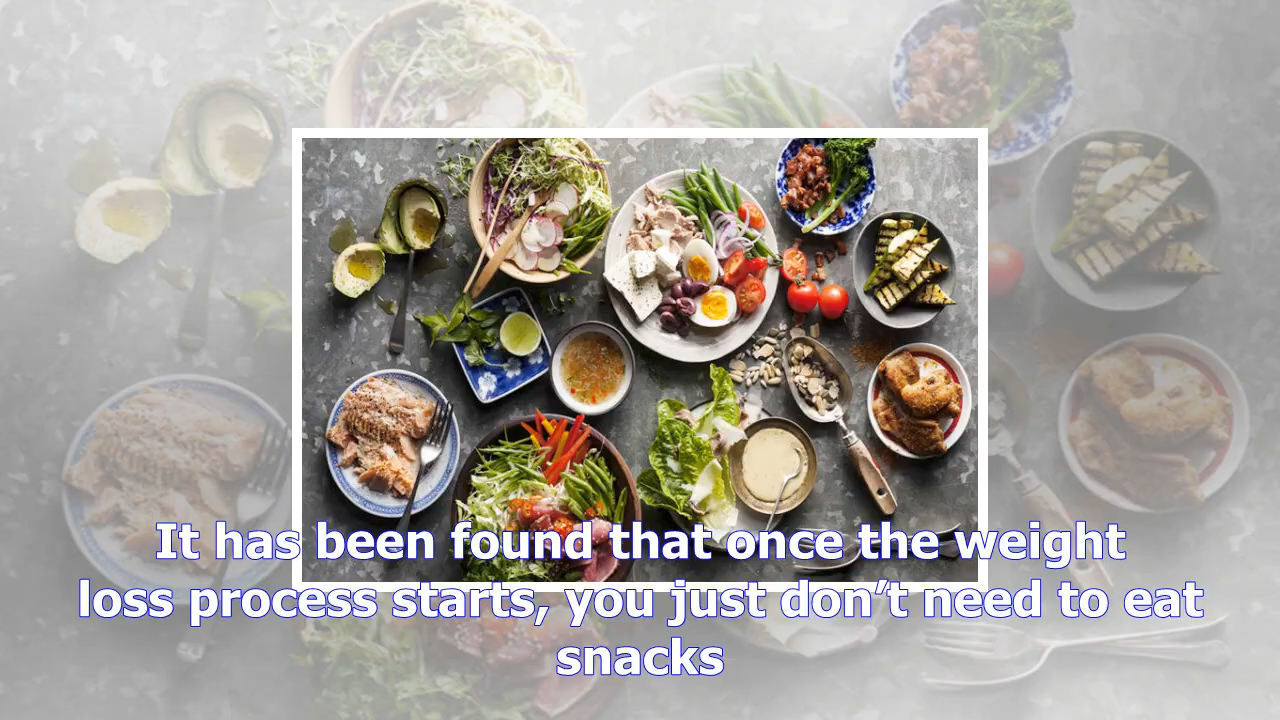 It has been found that once the weight
loss process starts, you just don’t need to eat
snacks